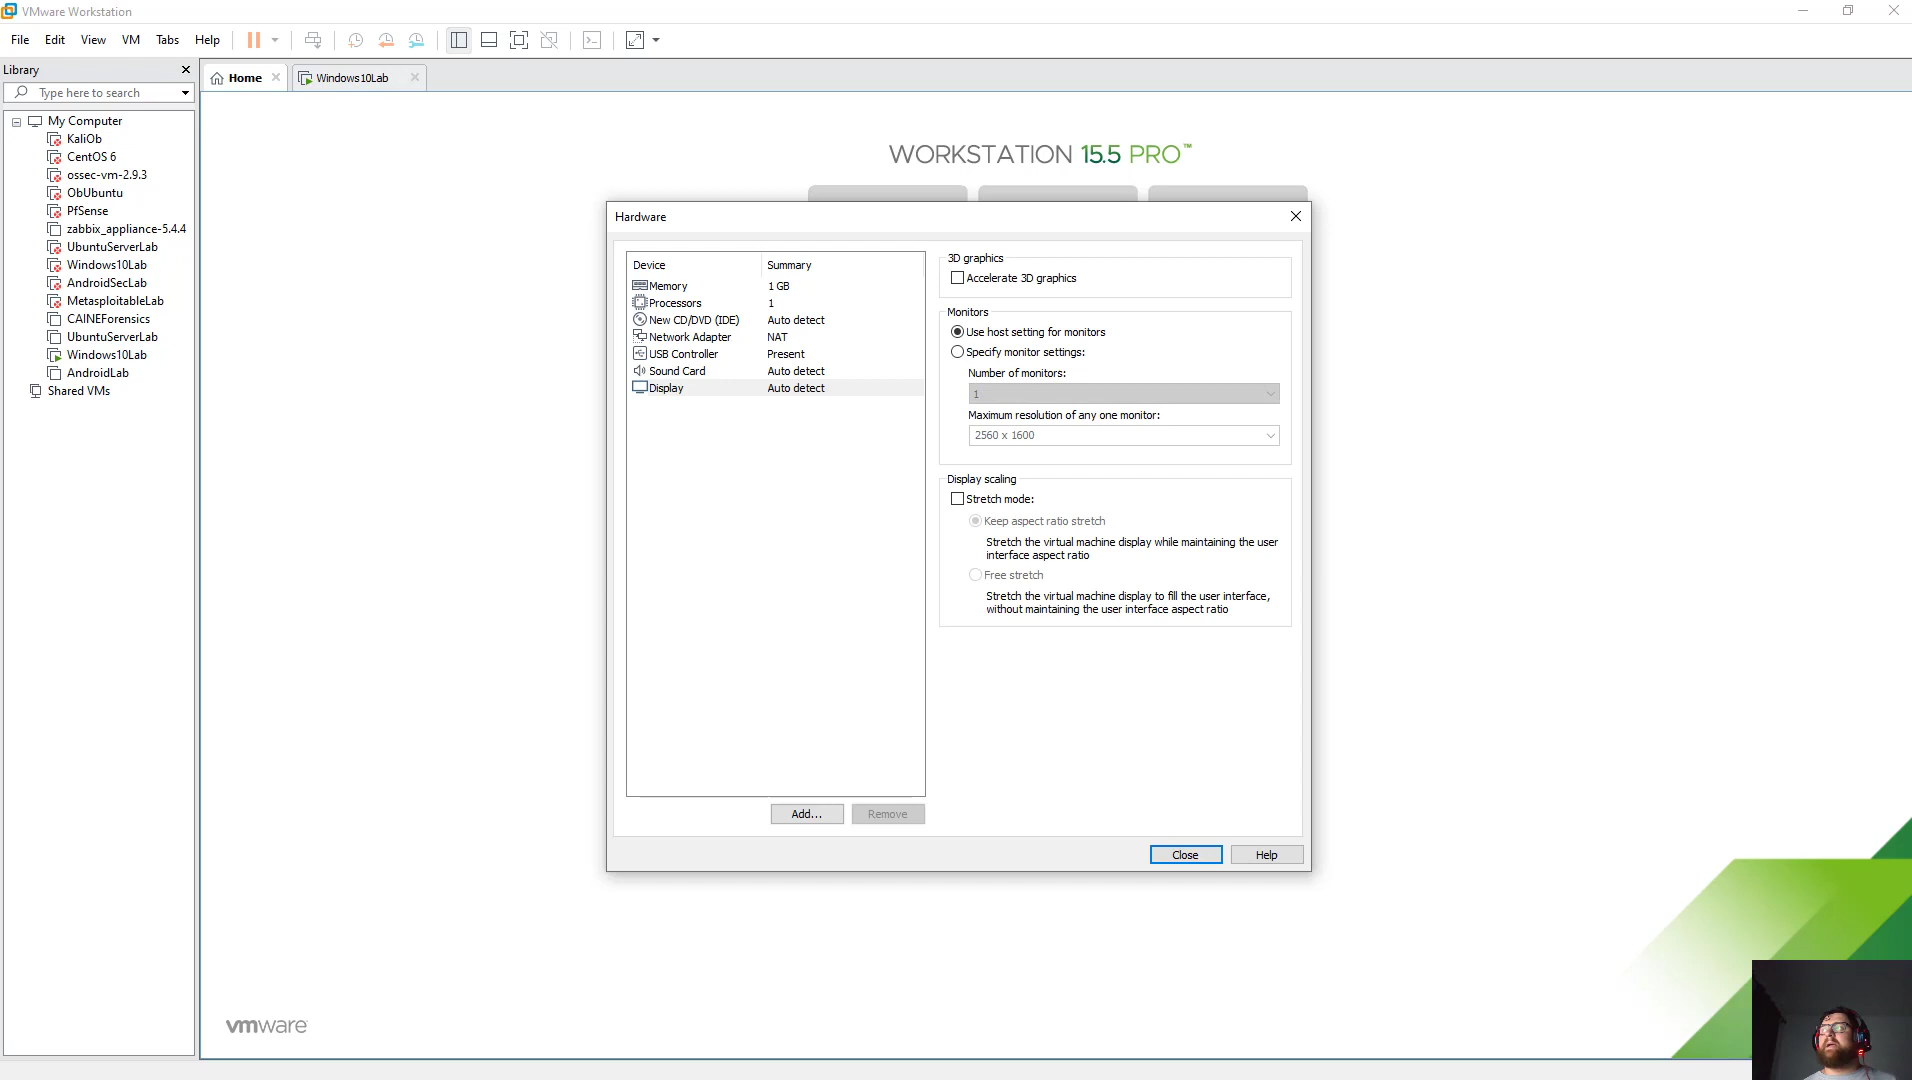 VMware Workstation
File Edit View VM Tabs Help
Library
Type here to search
Home
Windows10Lab
My Computer
KaliOb
CentOS 6
ossec-vm-2.9.3
ObUbuntu
PfSense
zabbix_appliance-5.4.4
UbuntuServerLab
Windows10Lab
AndroidSecLab
MetasploitableLab
CAINEForensics
UbuntuServerLab
Windows10Lab
AndroidLab
Shared VMs
WORKSTATION 15.5 PRO™
Hardware
Device Summary
Memory 1 GB
Processors 1
New CD/DVD (IDE) Auto detect
Network Adapter NAT
USB Controller Present
Sound Card Auto detect
Display Auto detect
Add...
Remove
3D graphics
Accelerate 3D graphics
Monitors
Use host setting for monitors
Specify monitor settings:
Number of monitors:
1
Maximum resolution of any one monitor:
2560 x 1600
Display scaling
Stretch mode:
Keep aspect ratio stretch
Stretch the virtual machine display while maintaining the user
interface aspect ratio
Free stretch
Stretch the virtual machine display to fill the user interface,
without maintaining the user interface aspect ratio
Close
Help
vmware